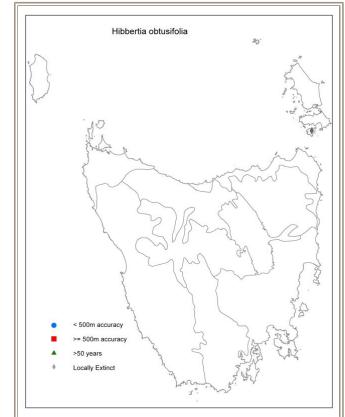 Hibbertia obtusifolia
< 500m accuracy
>= 500m accuracy
>50 years
Locally Extinct